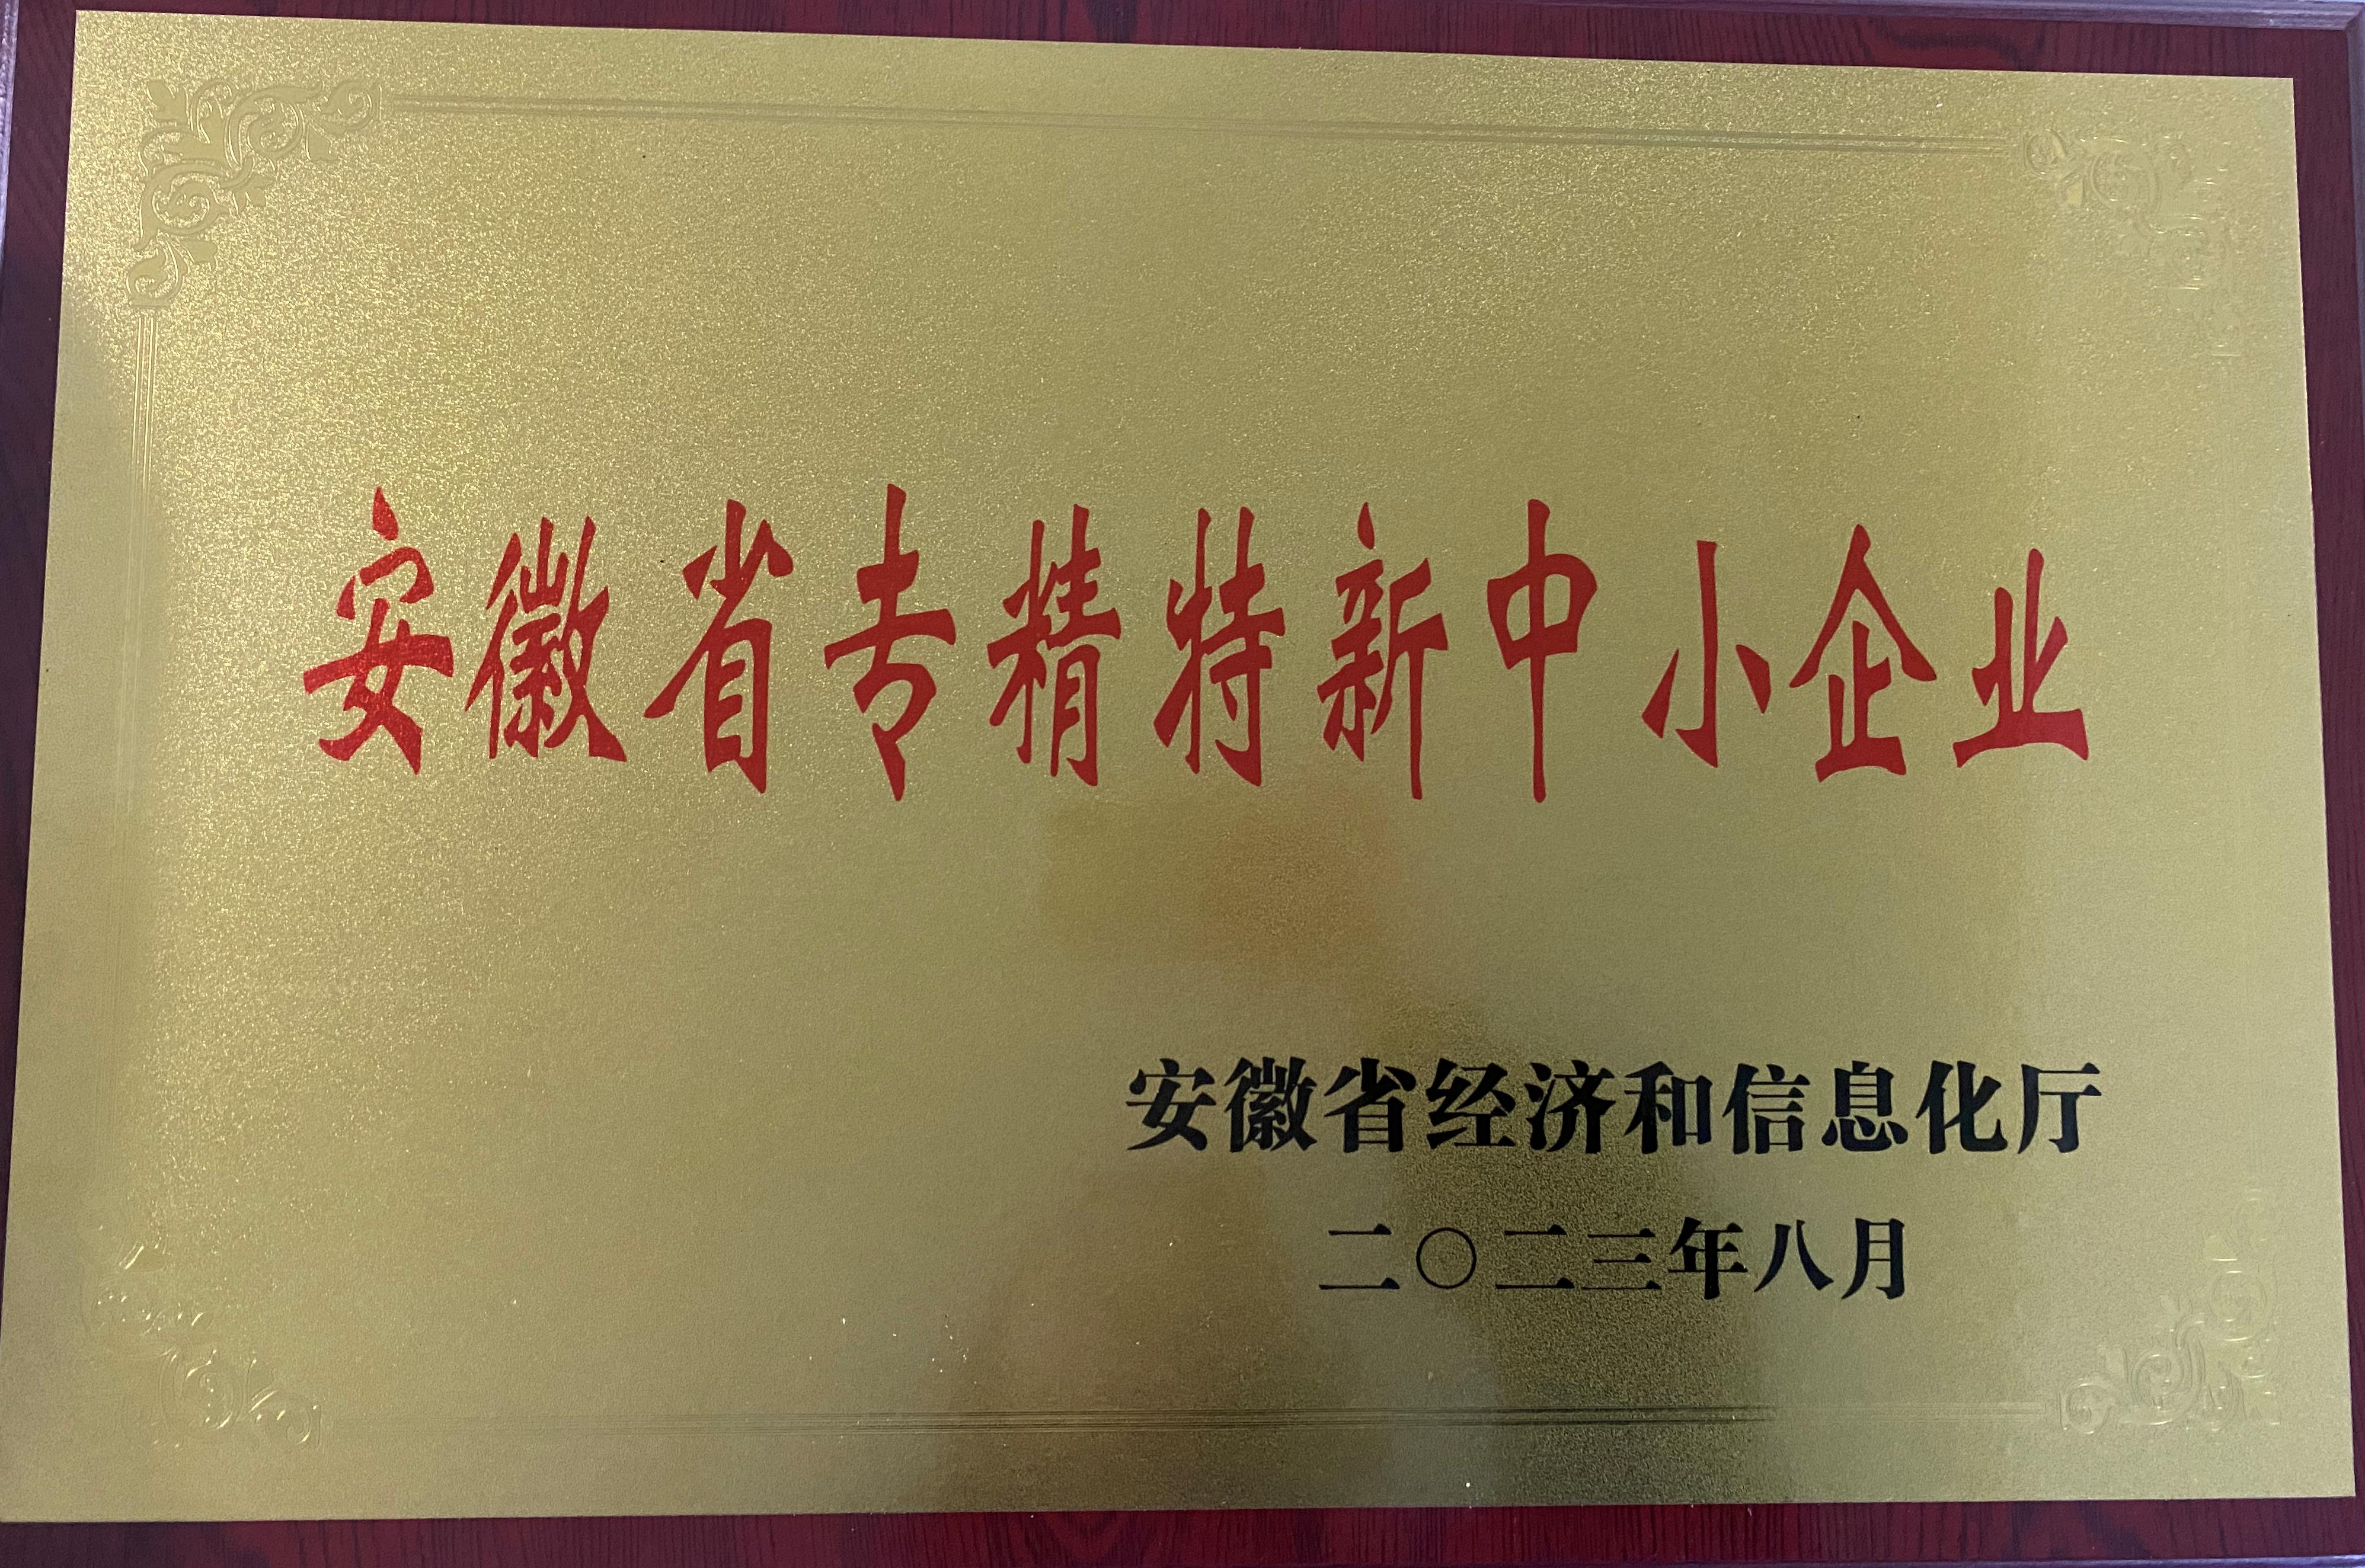 安徽省专精特新中小企业
安徽省经济和信息化厅
二〇二三年八月